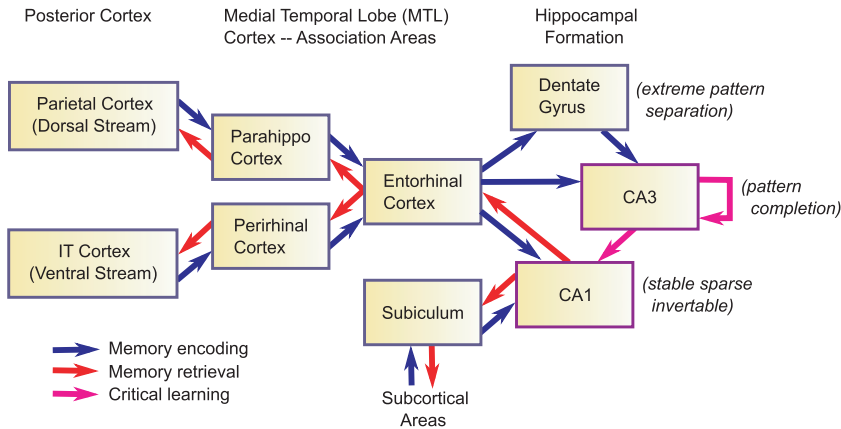 Posterior Cortex
Medial Temporal Lobe (MTL)
Cortex -- Association Areas
Hippocampal
Formation
Parietal Cortex
(Dorsal Stream)
Parahippo
Cortex
Dentate
Gyrus
(extreme pattern
separation)
Entorhinal
Cortex
CA3
(pattern
completion)
IT Cortex
(Ventral Stream)
Perirhinal
Cortex
Subiculum
CA1
(stable sparse
invertable)
Memory encoding
Memory retrieval
Critical learning
Subcortical
Areas